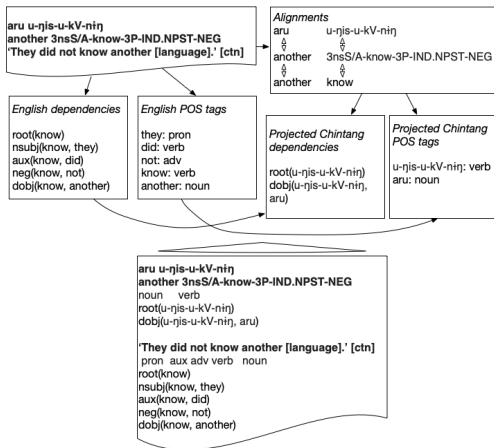 aru u-ŋis-u-kV-nɨŋ
another 3nsS/A-know-3P-IND.NPST-NEG
‘They did not know another [language].’ [ctn]
Alignments
aru u-ŋis-u-kV-nɨŋ
another 3nsS/A-know-3P-IND.NPST-NEG
another know
English dependencies
root(know)
nsubj(know, they)
aux(know, did)
neg(know, not)
dobj(know, another)
English POS tags
they: pron
did: verb
not: adv
know: verb
another: noun
Projected Chintang
dependencies
root(u-ŋis-u-kV-nɨŋ)
dobj(u-ŋis-u-kV-nɨŋ,
aru)
Projected Chintang
POS tags
u-ŋis-u-kV-nɨŋ: verb
aru: noun
aru u-ŋis-u-kV-nɨŋ
another 3nsS/A-know-3P-IND.NPST-NEG
noun verb
root(u-ŋis-u-kV-nɨŋ)
dobj(u-ŋis-u-kV-nɨŋ, aru)
‘They did not know another [language].’ [ctn]
pron aux adv verb noun
root(know)
nsubj(know, they)
aux(know, did)
neg(know, not)
dobj(know, another)